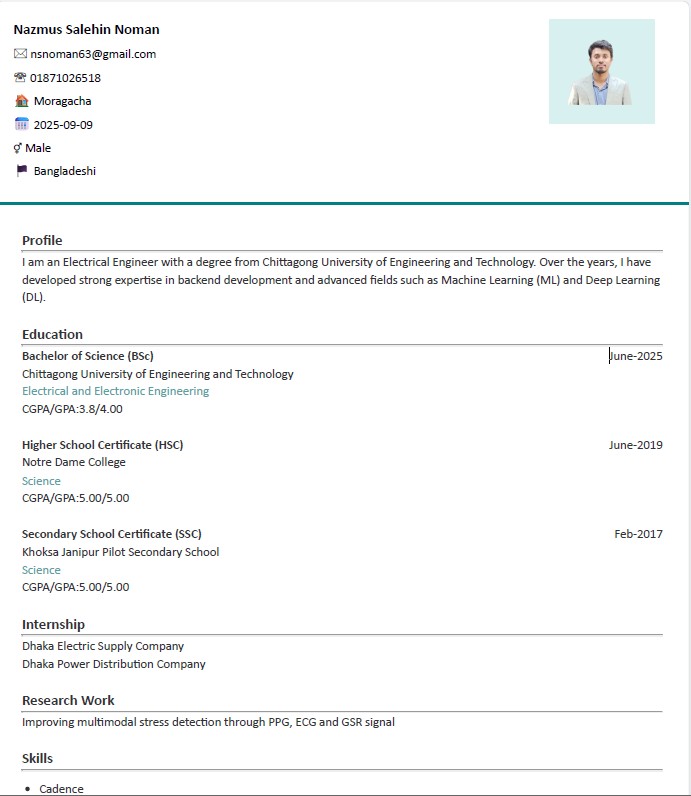 Nazmus Salehin Noman
nsnoman63@gmail.com
01871026518
Moragacha
2025-09-09
Male
Bangladeshi
Profile
I am an Electrical Engineer with a degree from Chittagong University of Engineering and Technology. Over the years, I have
developed strong expertise in backend development and advanced fields such as Machine Learning (ML) and Deep Learning
(DL).
Education
Bachelor of Science (BSc) June-2025
Chittagong University of Engineering and Technology
Electrical and Electronic Engineering
CGPA/GPA:3.8/4.00
Higher School Certificate (HSC) June-2019
Notre Dame College
Science
CGPA/GPA:5.00/5.00
Secondary School Certificate (SSC) Feb-2017
Khoksa Janipur Pilot Secondary School
Science
CGPA/GPA:5.00/5.00
Internship
Dhaka Electric Supply Company
Dhaka Power Distribution Company
Research Work
Improving multimodal stress detection through PPG, ECG and GSR signal
Skills
• Cadence